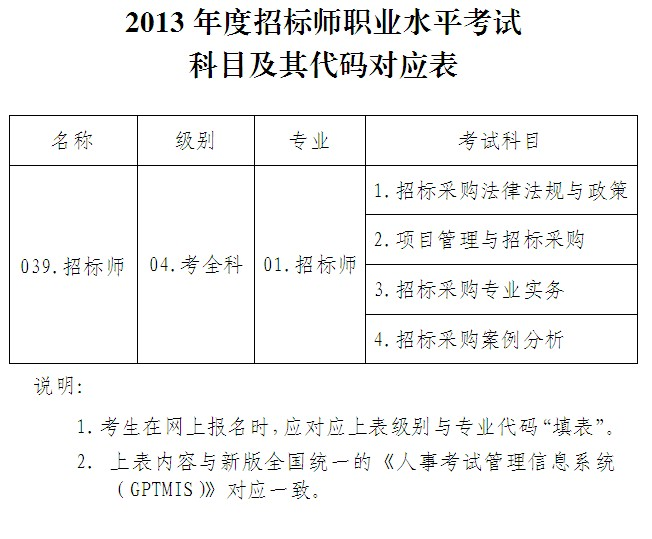 2013 年度招标师职业水平考试
科目及其代码对应表
名称 级别 专业 考试科目
039.招标师 04.考全科 01.招标师
1.招标采购法律法规与政策
2.项目管理与招标采购
3.招标采购专业实务
4.招标采购案例分析
说明:
1.考生在网上报名时,应对应上表级别与专业代码“填表”。
2. 上表内容与新版全国统一的《人事考试管理信息系统
(GPTMIS)》对应一致。